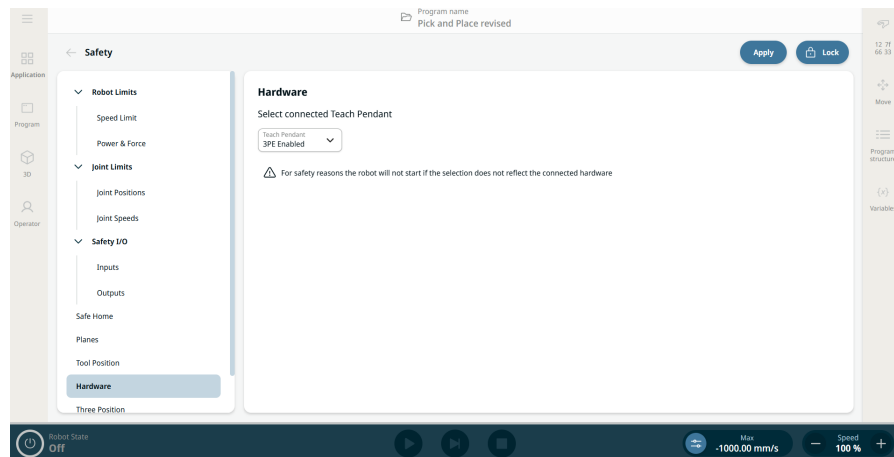 Program name
Pick and Place revised
Safety
Apply
Lock
Application
Program
3D
Operator
Robot Limits
Speed Limit
Power & Force
Joint Limits
Joint Positions
Joint Speeds
Safety I/O
Inputs
Outputs
Safe Home
Planes
Tool Position
Hardware
Three Position
Hardware
Select connected Teach Pendant
Teach Pendant
3PE Enabled
For safety reasons the robot will not start if the selection does not reflect the connected hardware
12 7f
66 33
Move
Program
structur
Variable
Robot State
Off
Max
-1000.00 mm/s
Speed
100 %